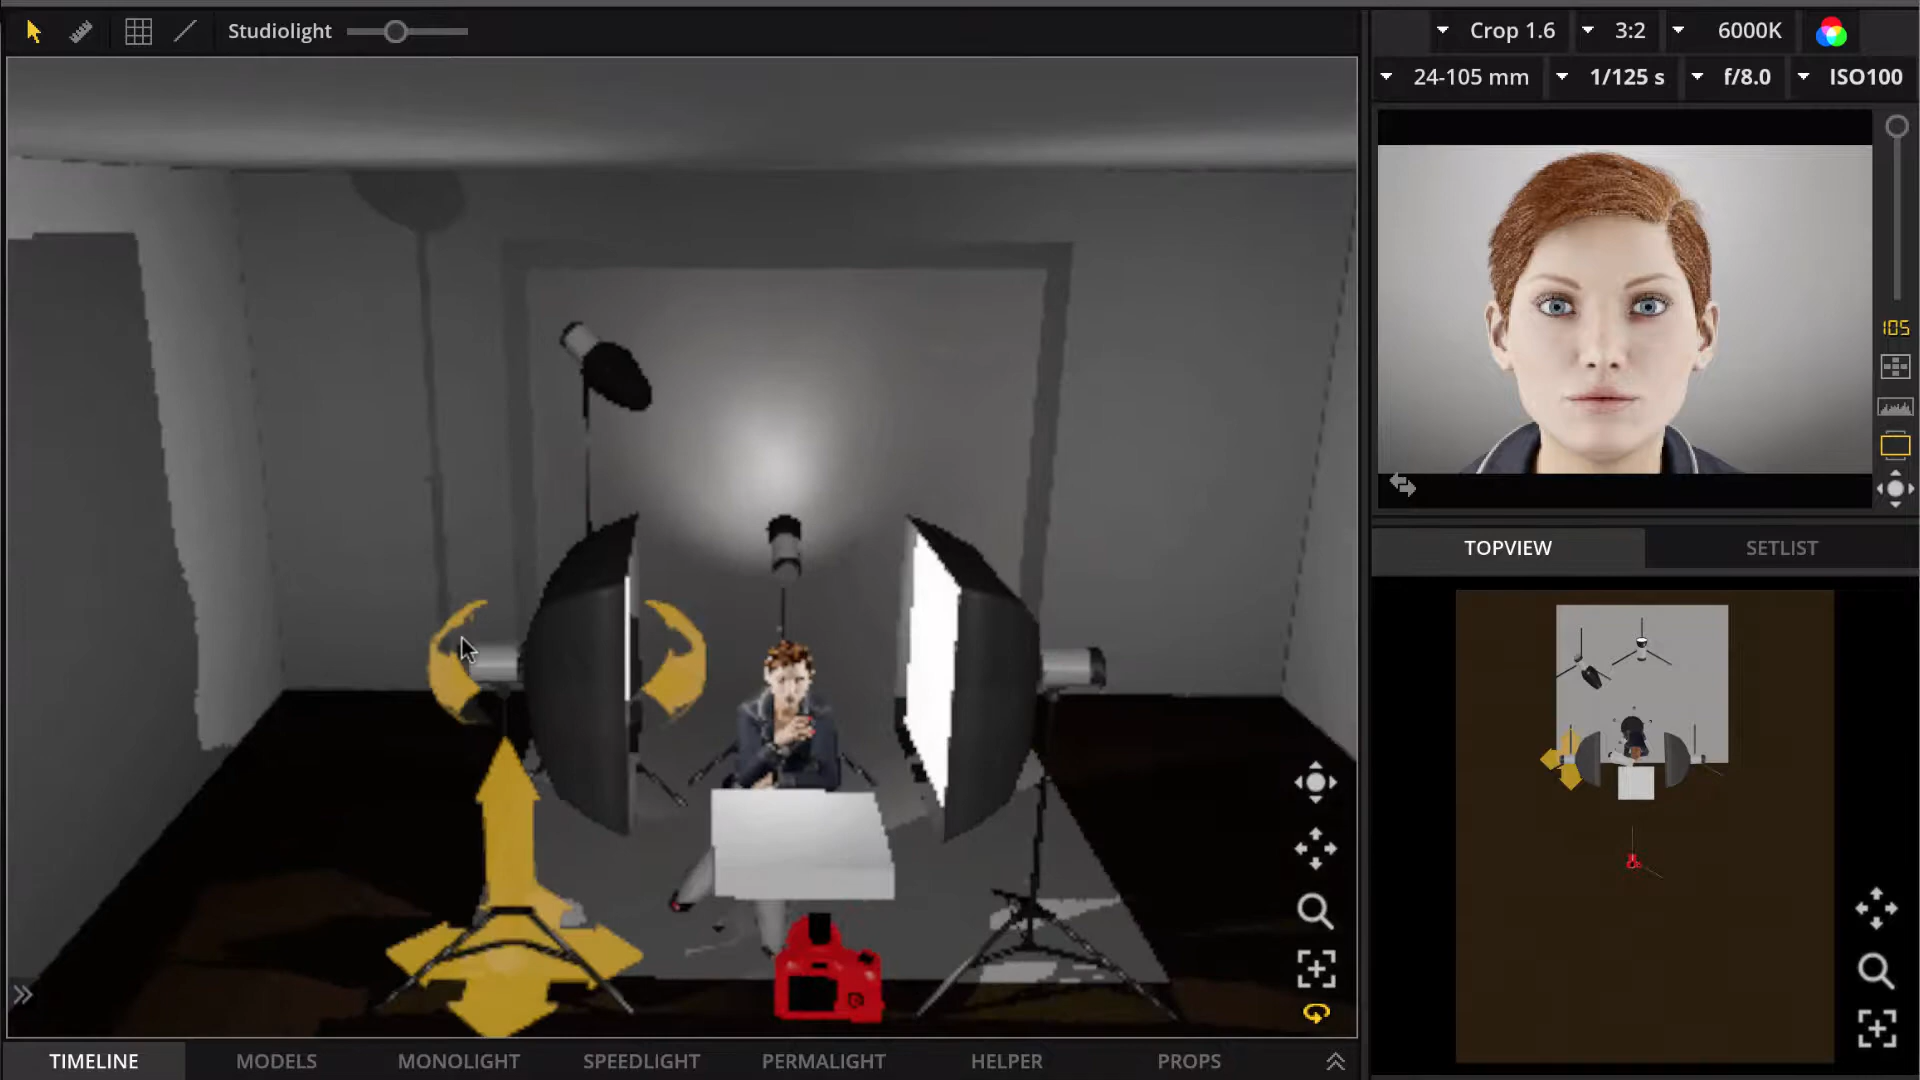 Studiolight
Crop 1.6 3:2 6000K
24-105 mm 1/125 s f/8.0 ISO100
105
TOPVIEW SETLIST
TIMELINE MODELS MONOLIGHT SPEEDLIGHT PERMALIGHT HELPER PROPS